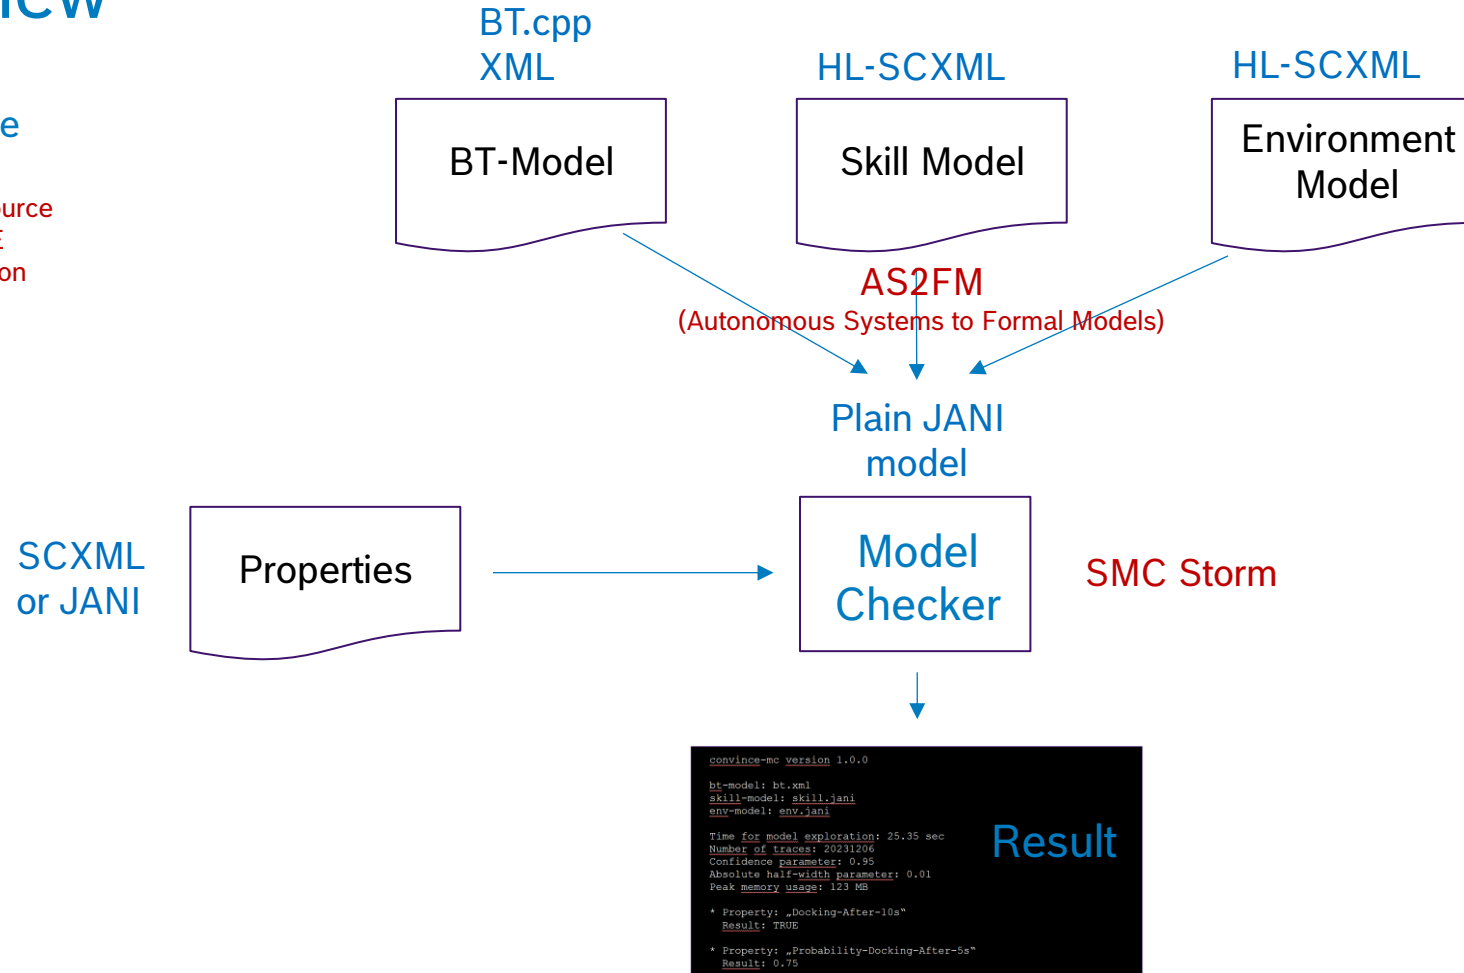 BT.cpp
XML
HL-SCXML
HL-SCXML
BT-Model
Skill Model
Environment
Model
AS2FM
(Autonomous Systems to Formal Models)
Plain JANI
model
SCXML
or JANI
Properties
Model
Checker
SMC Storm
convince-mc version 1.0.0
bt-model: bt.xml
skill-model: skill.jani
env-model: env.jani
Time for model exploration: 25.35 sec
Number of traces: 20231206
Confidence parameter: 0.95
Absolute half-width parameter: 0.01
Peak memory usage: 123 MB
* Property: „Docking-After-10s“
Result: TRUE
* Property: „Probability-Docking-After-5s“
Result: 0.75
Result